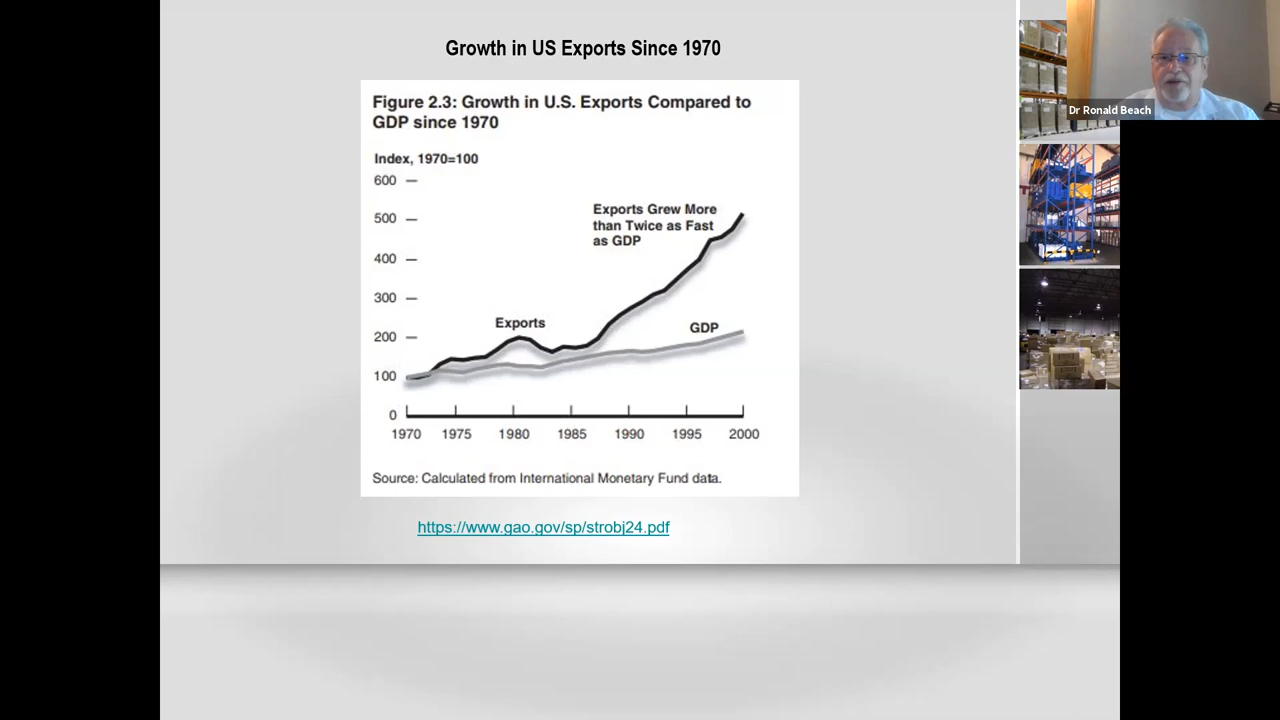 Growth in US Exports Since 1970
Dr Ronald Beach
Figure 2.3: Growth in U.S. Exports Compared to
GDP since 1970
Index, 1970=100
600
500
400
300
200
100
0
Exports Grew More
than Twice as Fast
as GDP
Exports
GDP
1970 1975 1980 1985 1990 1995 2000
Source: Calculated from International Monetary Fund data.
https://www.gao.gov/sp/strobj24.pdf